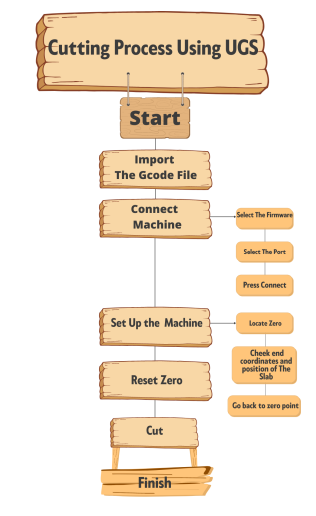 Cutting Process Using UGS
Start
Import
The Gcode File
Connect
Machine
Select The Firmware
Select The Port
Press Connect
Set Up the Machine
Locate Zero
Cheek end
coordinates and
position of The
Slab
Go back to zero point
Reset Zero
Cut
Finish